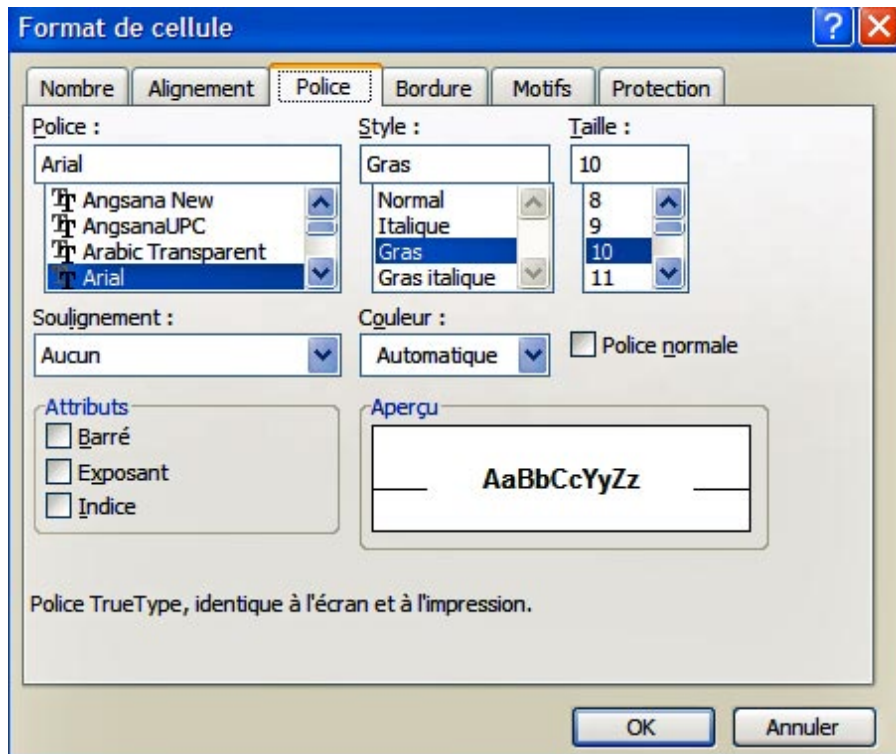 Format de cellule
Nombre Alignement Police Bordure Motifs Protection
Police : Style : Taille :
Arial Gras 10
Angsana New Normal 8
AngsanaUPC Italique 9
Arabic Transparent Gras 10
Arial Gras italique 11
Soulignement : Couleur :
Aucun Automatique Police normale
Attributs Aperçu
Barré
Exposant AaBbCcYyZz
Indice
Police TrueType, identique à l'écran et à l'impression.
OK Annuler